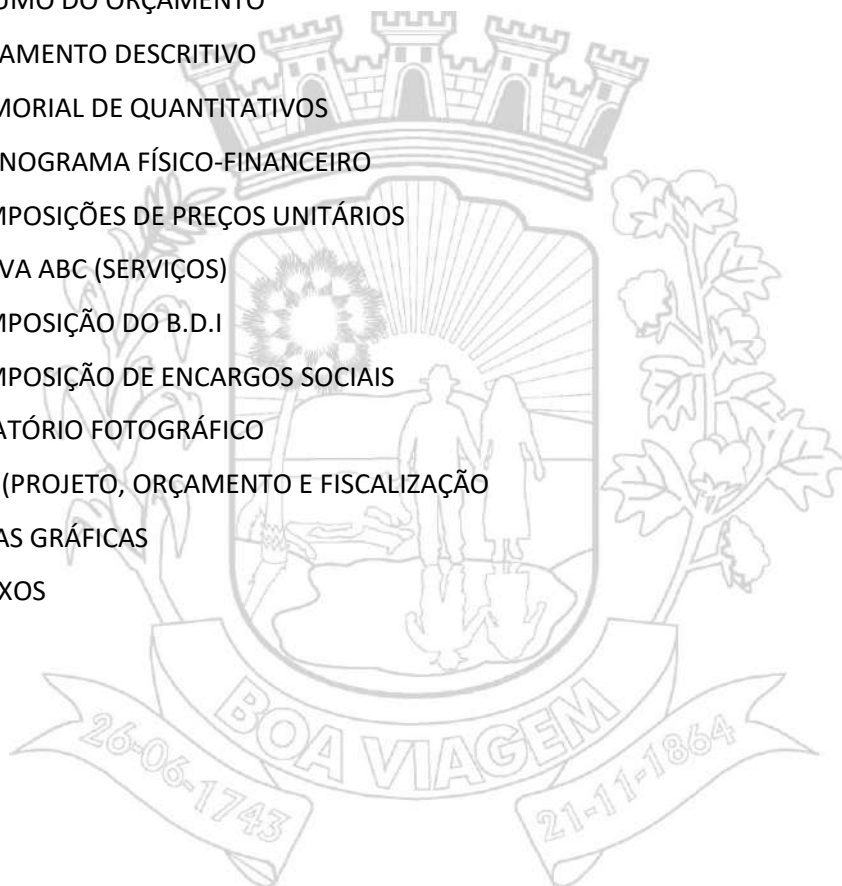 UMO DO ORÇAMENTO
AMENTO DESCRITIVO
MORIAL DE QUANTITATIVOS
NOGRAMA FÍSICO-FINANCEIRO
MPOSIÇÕES DE PREÇOS UNITÁRIOS
VA ABC (SERVIÇOS)
MPOSIÇÃO DO B.D.I
MPOSIÇÃO DE ENCARGOS SOCIAIS
ATÓRIO FOTOGRÁFICO
(PROJETO, ORÇAMENTO E FISCALIZAÇÃO
AS GRÁFICAS
XOS
BOA VIAGEM
26-06-1743
21-11-1864